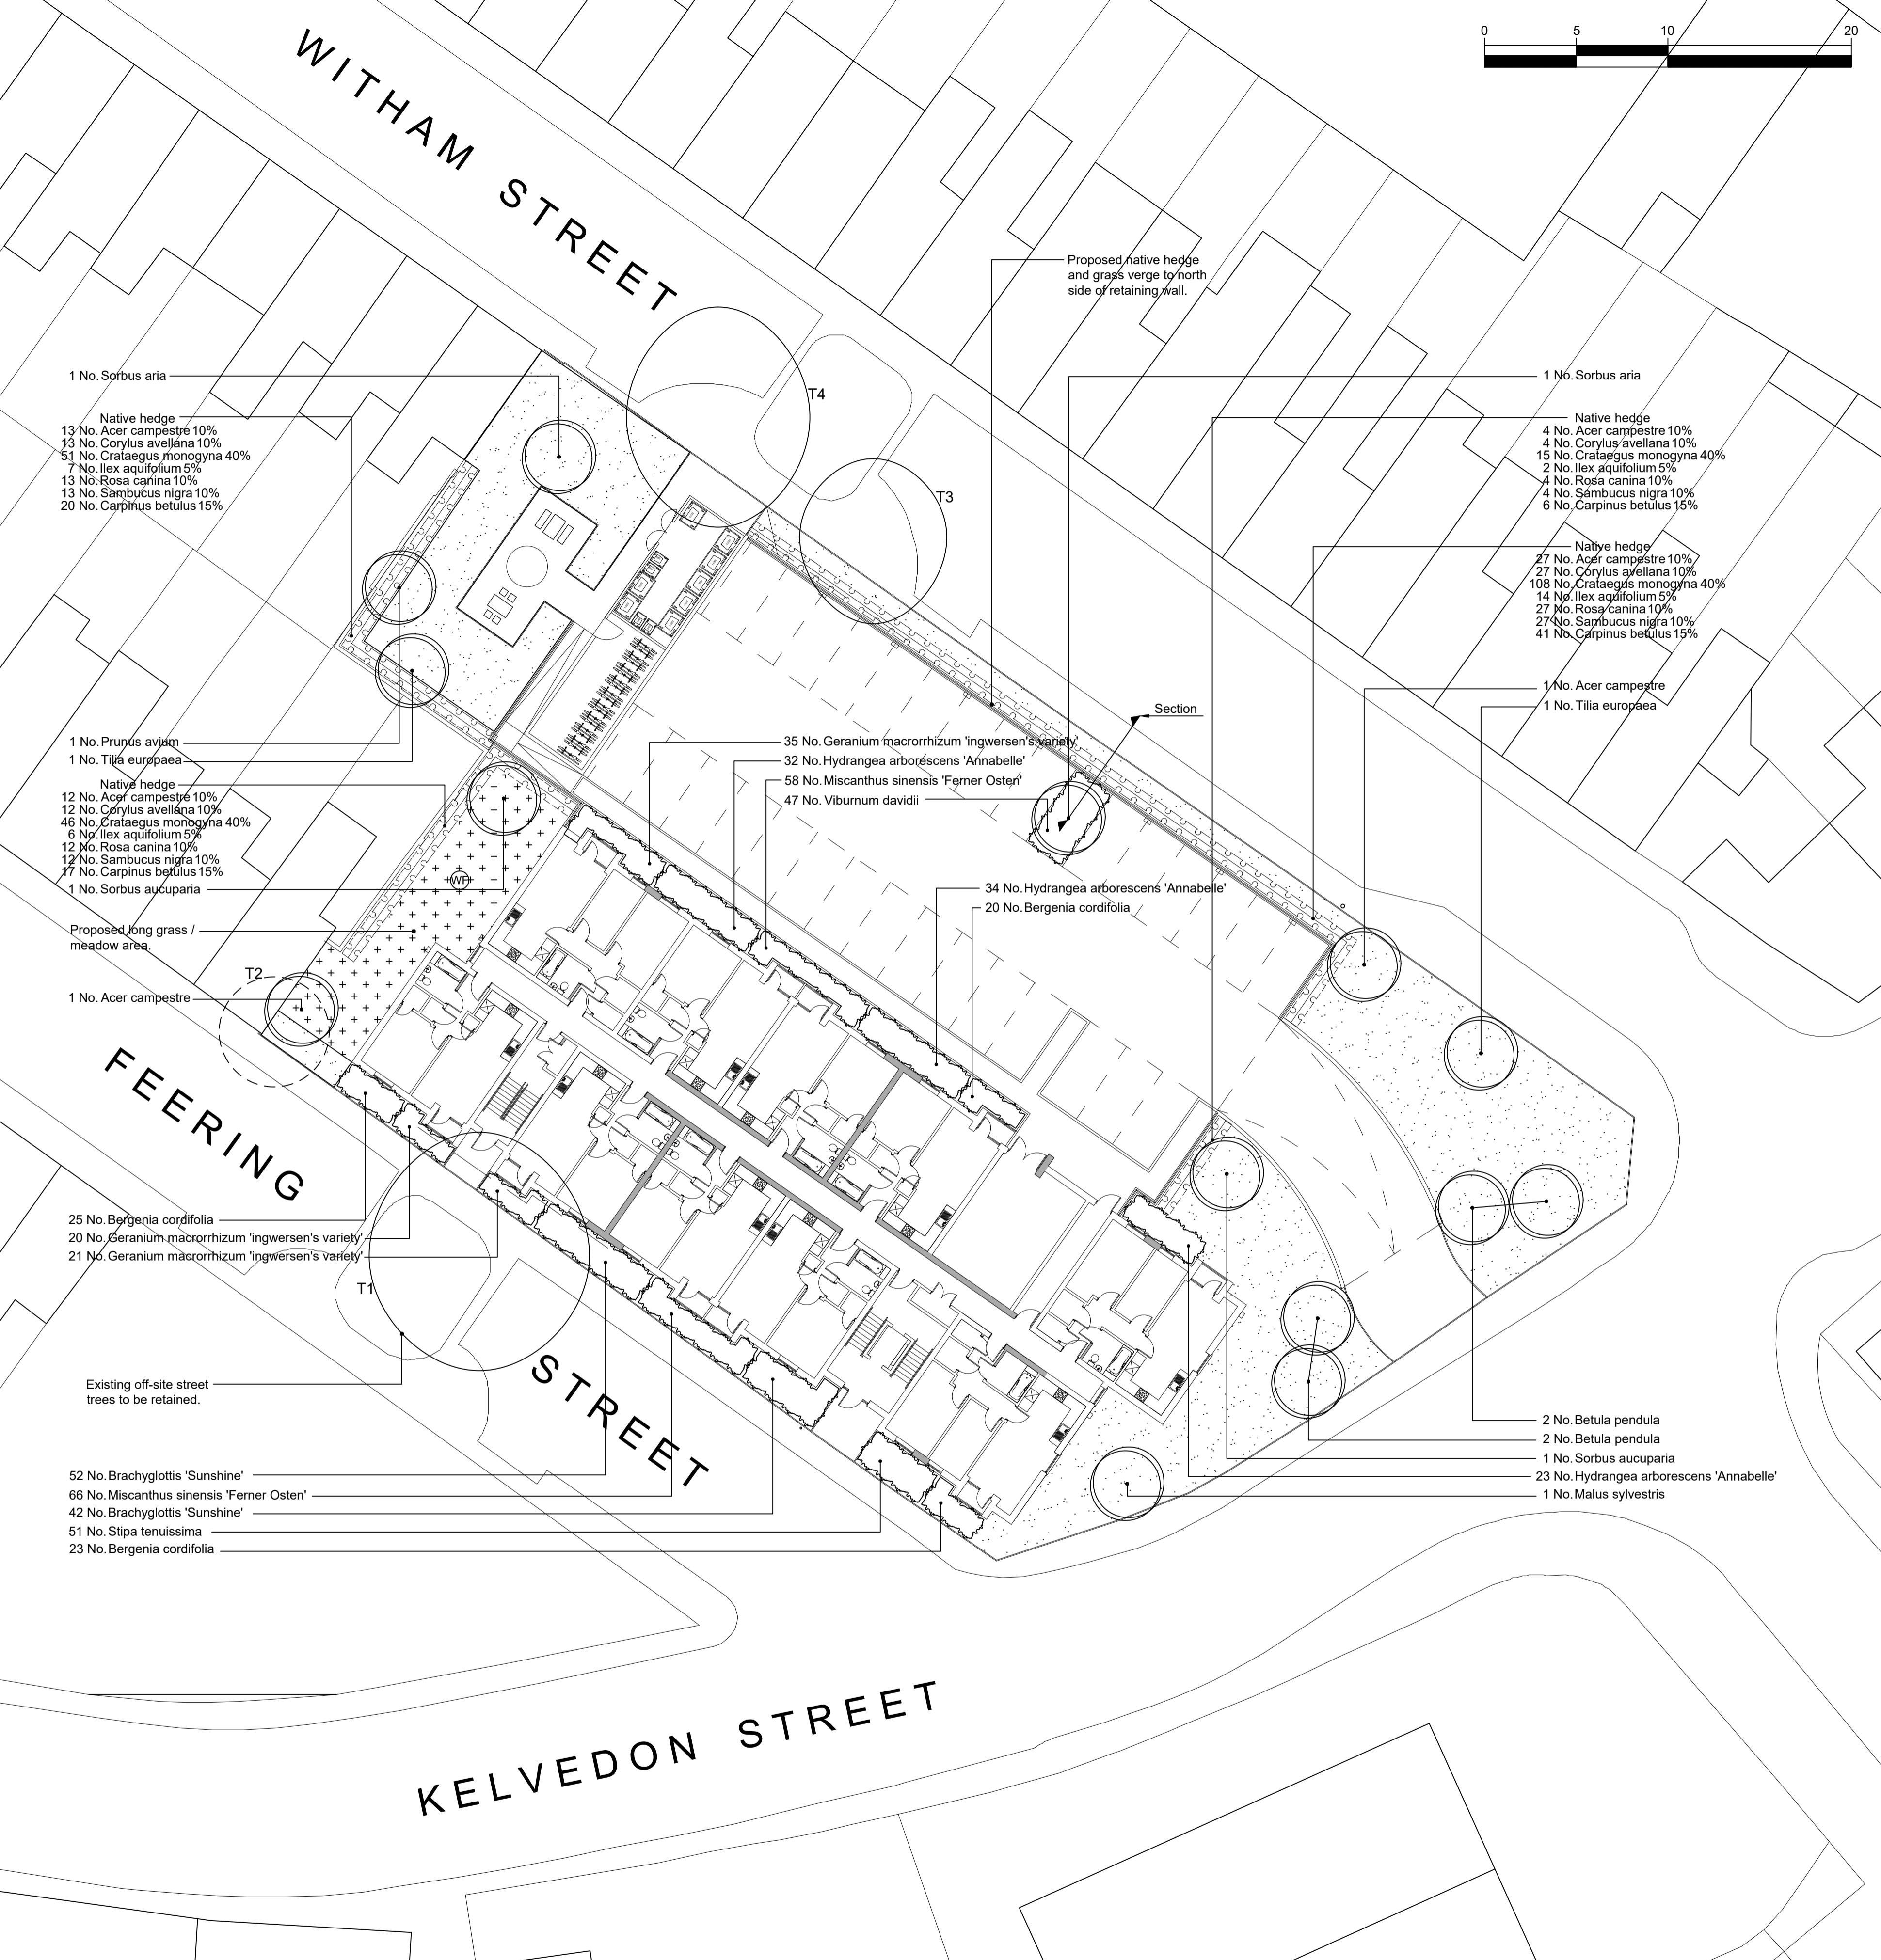 0 5 10 20
WITHAM STREET
Proposed native hedge
and grass verge to north
side of retaining wall.
T4
T3
1 No. Sorbus aria
Native hedge
13 No. Acer campestre 10%
13 No. Corylus avellana 10%
51 No. Crataegus monogyna 40%
7 No. Ilex aquifolium 5%
13 No. Rosa canina 10%
13 No. Sambucus nigra 10%
20 No. Carpinus betulus 15%
1 No. Sorbus aria
Native hedge
4 No. Acer campestre 10%
4 No. Corylus avellana 10%
15 No. Crataegus monogyna 40%
2 No. Ilex aquifolium 5%
4 No. Rosa canina 10%
4 No. Sambucus nigra 10%
6 No. Carpinus betulus 15%
Native hedge
27 No. Acer campestre 10%
27 No. Corylus avellana 10%
108 No. Crataegus monogyna 40%
14 No. Ilex aquifolium 5%
27 No. Rosa canina 10%
27 No. Sambucus nigra 10%
41 No. Carpinus betulus 15%
1 No. Acer campestre
1 No. Tilia europaea
Section
1 No. Prunus avium
1 No. Tilia europaea
Native hedge
12 No. Acer campestre 10%
12 No. Corylus avellana 10%
46 No. Crataegus monogyna 40%
6 No. Ilex aquifolium 5%
12 No. Rosa canina 10%
12 No. Sambucus nigra 10%
17 No. Carpinus betulus 15%
1 No. Sorbus aucuparia
Proposed long grass /
meadow area.
WF
T2
1 No. Acer campestre
35 No. Geranium macrorrhizum 'ingwersen's variety'
32 No. Hydrangea arborescens 'Annabelle'
58 No. Miscanthus sinensis 'Ferner Osten'
47 No. Viburnum davidii
34 No. Hydrangea arborescens 'Annabelle'
20 No. Bergenia cordifolia
FEERING STREET
25 No. Bergenia cordifolia
20 No. Geranium macrorrhizum 'ingwersen's variety'
21 No. Geranium macrorrhizum 'ingwersen's variety'
T1
Existing off-site street
trees to be retained.
52 No. Brachyglottis 'Sunshine'
66 No. Miscanthus sinensis 'Ferner Osten'
42 No. Brachyglottis 'Sunshine'
51 No. Stipa tenuissima
23 No. Bergenia cordifolia
2 No. Betula pendula
2 No. Betula pendula
1 No. Sorbus aucuparia
23 No. Hydrangea arborescens 'Annabelle'
1 No. Malus sylvestris
KELVEDON STREET